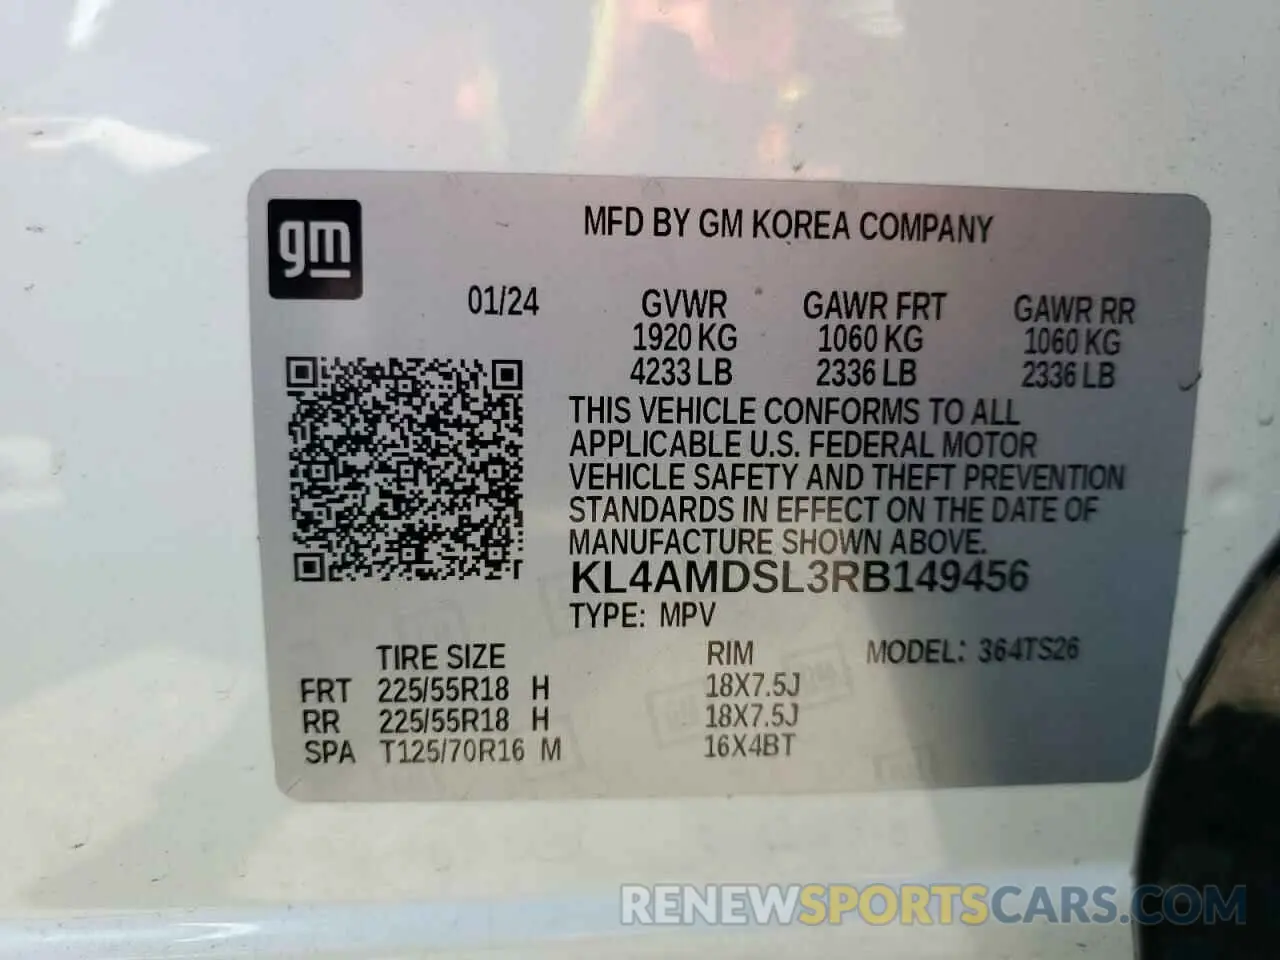 gm
MFD BY GM KOREA COMPANY
01/24
GVWR GAWR FRT GAWR RR
1920 KG 1060 KG 1060 KG
4233 LB 2336 LB 2336 LB
THIS VEHICLE CONFORMS TO ALL
APPLICABLE U.S. FEDERAL MOTOR
VEHICLE SAFETY AND THEFT PREVENTION
STANDARDS IN EFFECT ON THE DATE OF
MANUFACTURE SHOWN ABOVE.
KL4AMDSL3RB149456
TYPE: MPV
TIRE SIZE RIM MODEL: 364TS26
FRT 225/55R18 H 18X7.5J
RR 225/55R18 H 18X7.5J
SPA T125/70R16 M 16X4BT
RENEWSPORTSCARS.COM